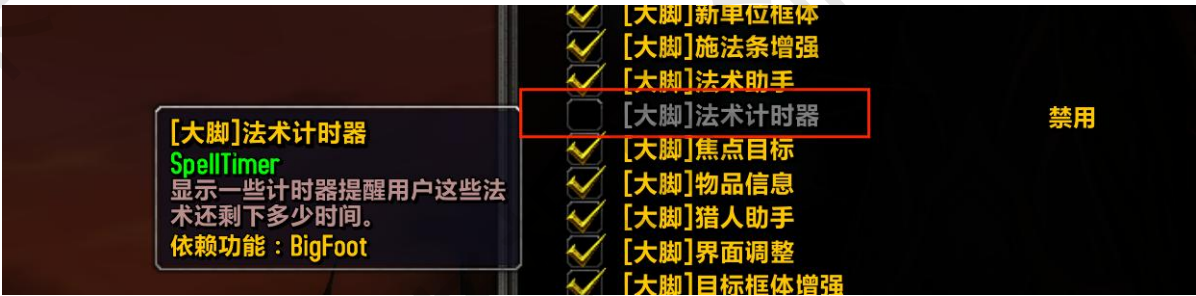 [大脚]新单位框体
[大脚]施法条增强
[大脚]法术助手
[大脚]法术计时器 禁用
[大脚]焦点目标
[大脚]物品信息
[大脚]猎人助手
[大脚]界面调整
[大脚]目标框体增强
[大脚]法术计时器
SpellTimer
显示一些计时器提醒用户这些法
术还剩下多少时间。
依赖功能：BigFoot